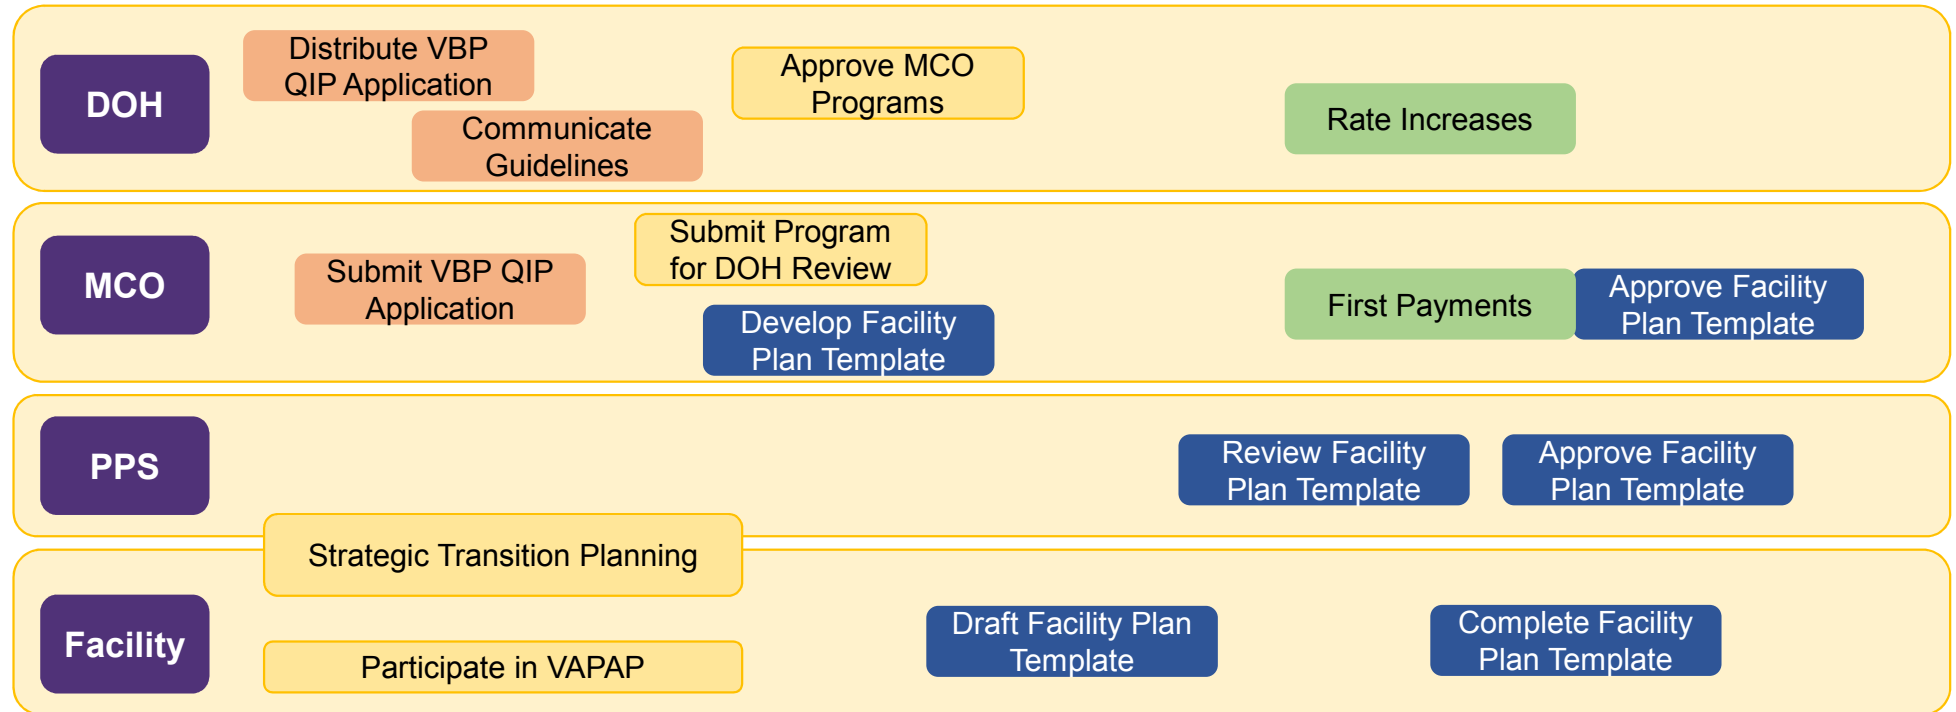 DOH
Distribute VBP
QIP Application
Communicate
Guidelines
Approve MCO
Programs
Rate Increases
MCO
Submit VBP QIP
Application
Submit Program
for DOH Review
Develop Facility
Plan Template
First Payments
Approve Facility
Plan Template
PPS
Review Facility
Plan Template
Approve Facility
Plan Template
Strategic Transition Planning
Facility
Participate in VAPAP
Draft Facility Plan
Template
Complete Facility
Plan Template